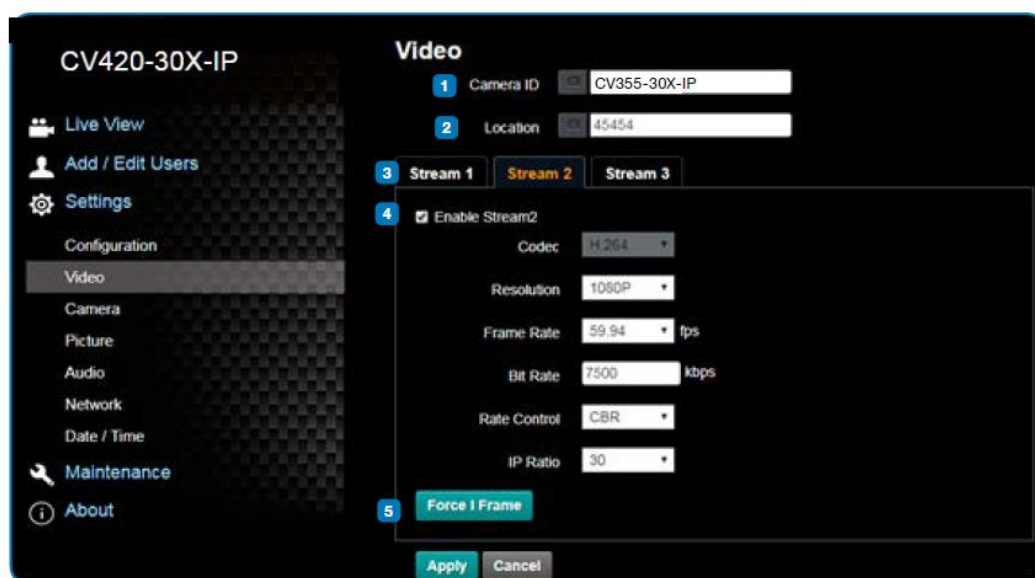 CV420-30X-IP
Live View
Add / Edit Users
Settings
Configuration
Video
Camera
Picture
Audio
Network
Date / Time
Maintenance
About
Video
1 Camera ID CV355-30X-IP
2 Location 45454
3 Stream 1 Stream 2 Stream 3
4 Enable Stream2
Codec H.264
Resolution 1080P
Frame Rate 59.94 fps
Bit Rate 7500 kbps
Rate Control CBR
IP Ratio 30
5 Force I Frame
Apply Cancel